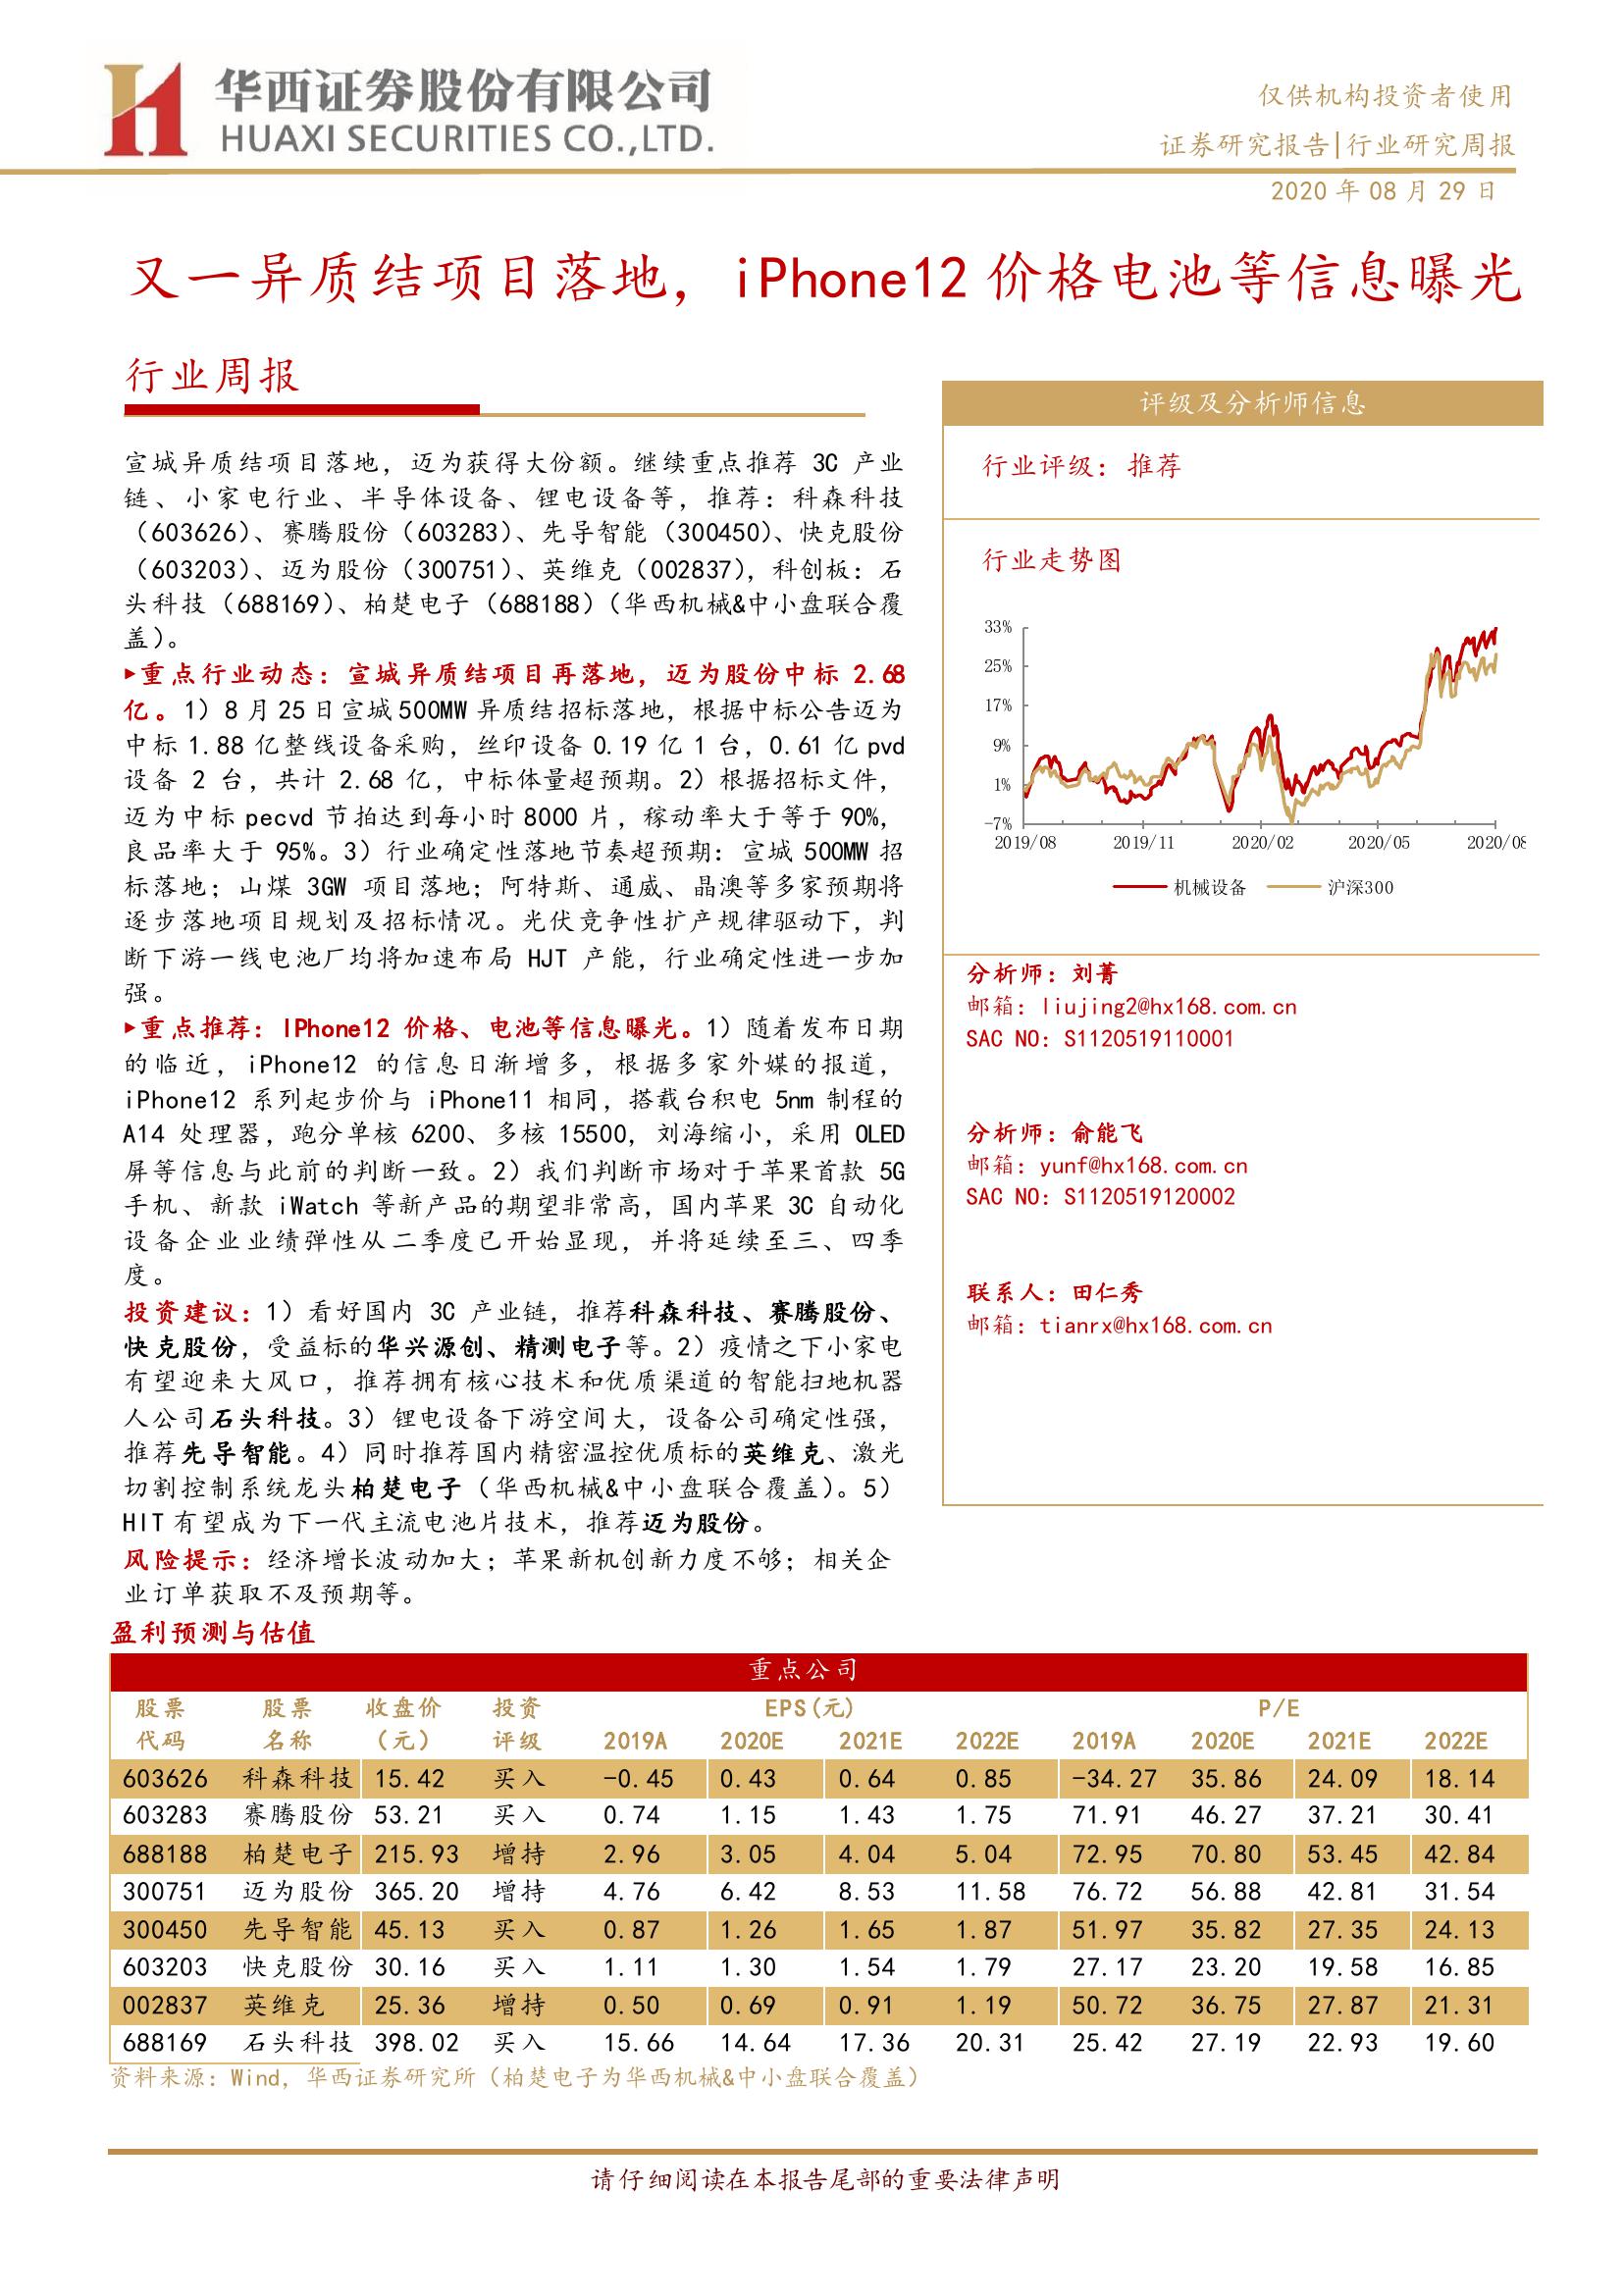 华西证券股份有限公司
HUAXI SECURITIES CO.,LTD.
仅供机构投资者使用
证券研究报告|行业研究周报
2020 年 08 月 29 日
又一异质结项目落地，iPhone12 价格电池等信息曝光
行业周报
宣城异质结项目落地，迈为获得大份额。继续重点推荐 3C 产业
链、小家电行业、半导体设备、锂电设备等，推荐：科森科技
（603626）、赛腾股份（603283）、先导智能（300450）、快克股份
（603203）、迈为股份（300751）、英维克（002837），科创板：石
头科技（688169）、柏楚电子（688188）（华西机械&中小盘联合覆
盖）。
▶重点行业动态：宣城异质结项目再落地，迈为股份中标 2.68
亿。1）8 月 25 日宣城 500MW 异质结招标落地，根据中标公告迈为
中标 1.88 亿整线设备采购，丝印设备 0.19 亿 1 台，0.61 亿 pvd
设备 2 台，共计 2.68 亿，中标体量超预期。2）根据招标文件，
迈为中标 pecvd 节拍达到每小时 8000 片，稼动率大于等于 90%，
良品率大于 95%。3）行业确定性落地节奏超预期：宣城 500MW 招
标落地；山煤 3GW 项目落地；阿特斯、通威、晶澳等多家预期将
逐步落地项目规划及招标情况。光伏竞争性扩产规律驱动下，判
断下游一线电池厂均将加速布局 HJT 产能，行业确定性进一步加
强。
▶重点推荐：IPhone12 价格、电池等信息曝光。1）随着发布日期
的临近，iPhone12 的信息日渐增多，根据多家外媒的报道，
iPhone12 系列起步价与 iPhone11 相同，搭载台积电 5nm 制程的
A14 处理器，跑分单核 6200、多核 15500，刘海缩小，采用 OLED
屏等信息与此前的判断一致。2）我们判断市场对于苹果首款 5G
手机、新款 iWatch 等新产品的期望非常高，国内苹果 3C 自动化
设备企业业绩弹性从二季度已开始显现，并将延续至三、四季
度。
投资建议：1）看好国内 3C 产业链，推荐科森科技、赛腾股份、
快克股份，受益标的华兴源创、精测电子等。2）疫情之下小家电
有望迎来大风口，推荐拥有核心技术和优质渠道的智能扫地机器
人公司石头科技。3）锂电设备下游空间大，设备公司确定性强，
推荐先导智能。4）同时推荐国内精密温控优质标的英维克、激光
切割控制系统龙头柏楚电子（华西机械&中小盘联合覆盖）。5）
HIT 有望成为下一代主流电池片技术，推荐迈为股份。
风险提示：经济增长波动加大；苹果新机创新力度不够；相关企
业订单获取不及预期等。
评级及分析师信息
行业评级：推荐
行业走势图
33%
25%
17%
9%
1%
-7%
2019/08 2019/11 2020/02 2020/05 2020/08
机械设备 沪深300
分析师：刘菁
邮箱：liujing2@hx168.com.cn
SAC NO：S1120519110001
分析师：俞能飞
邮箱：yunf@hx168.com.cn
SAC NO：S1120519120002
联系人：田仁秀
邮箱：tianrx@hx168.com.cn
盈利预测与估值
重点公司
股票 股票 收盘价 投资 EPS(元) P/E
代码 名称 （元） 评级 2019A 2020E 2021E 2022E 2019A 2020E 2021E 2022E
603626 科森科技 15.42 买入 -0.45 0.43 0.64 0.85 -34.27 35.86 24.09 18.14
603283 赛腾股份 53.21 买入 0.74 1.15 1.43 1.75 71.91 46.27 37.21 30.41
688188 柏楚电子 215.93 增持 2.96 3.05 4.04 5.04 72.95 70.80 53.45 42.84
300751 迈为股份 365.20 增持 4.76 6.42 8.53 11.58 76.72 56.88 42.81 31.54
300450 先导智能 45.13 买入 0.87 1.26 1.65 1.87 51.97 35.82 27.35 24.13
603203 快克股份 30.16 买入 1.11 1.30 1.54 1.79 27.17 23.20 19.58 16.85
002837 英维克 25.36 增持 0.50 0.69 0.91 1.19 50.72 36.75 27.87 21.31
688169 石头科技 398.02 买入 15.66 14.64 17.36 20.31 25.42 27.19 22.93 19.60
资料来源：Wind，华西证券研究所（柏楚电子为华西机械&中小盘联合覆盖）
请仔细阅读在本报告尾部的重要法律声明